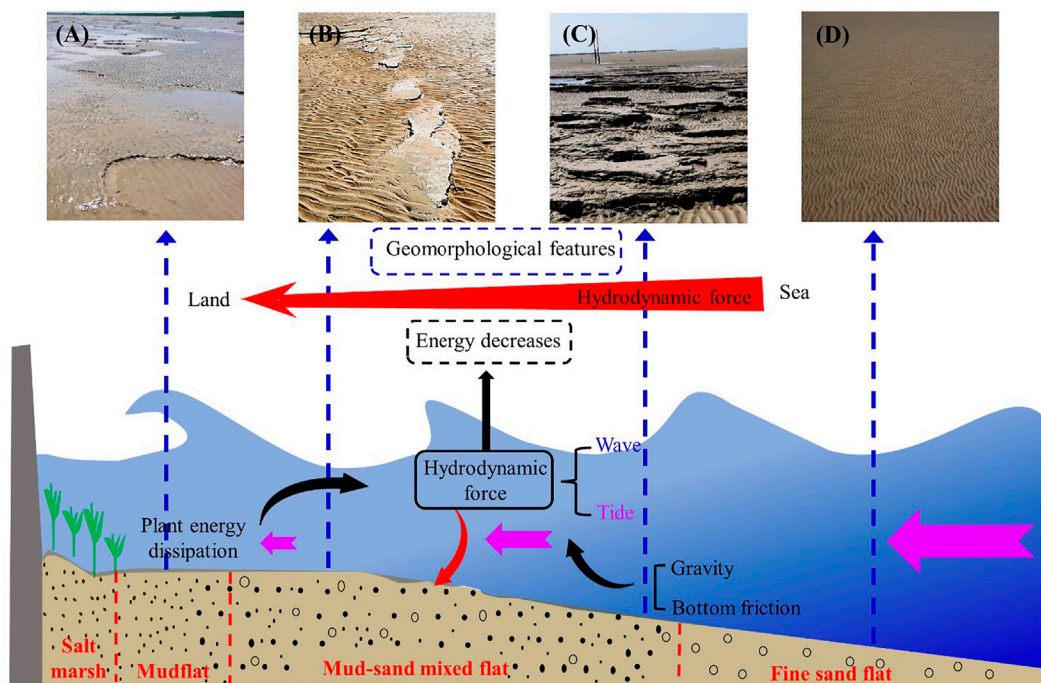 (A)
(B)
(C)
(D)
Geomorphological features
Land
Hydrodynamic force
Sea
Energy decreases
Wave
Hydrodynamic
force
Tide
Plant energy
dissipation
Gravity
Bottom friction
Salt
marsh
Mudflat
Mud-sand mixed flat
Fine sand flat